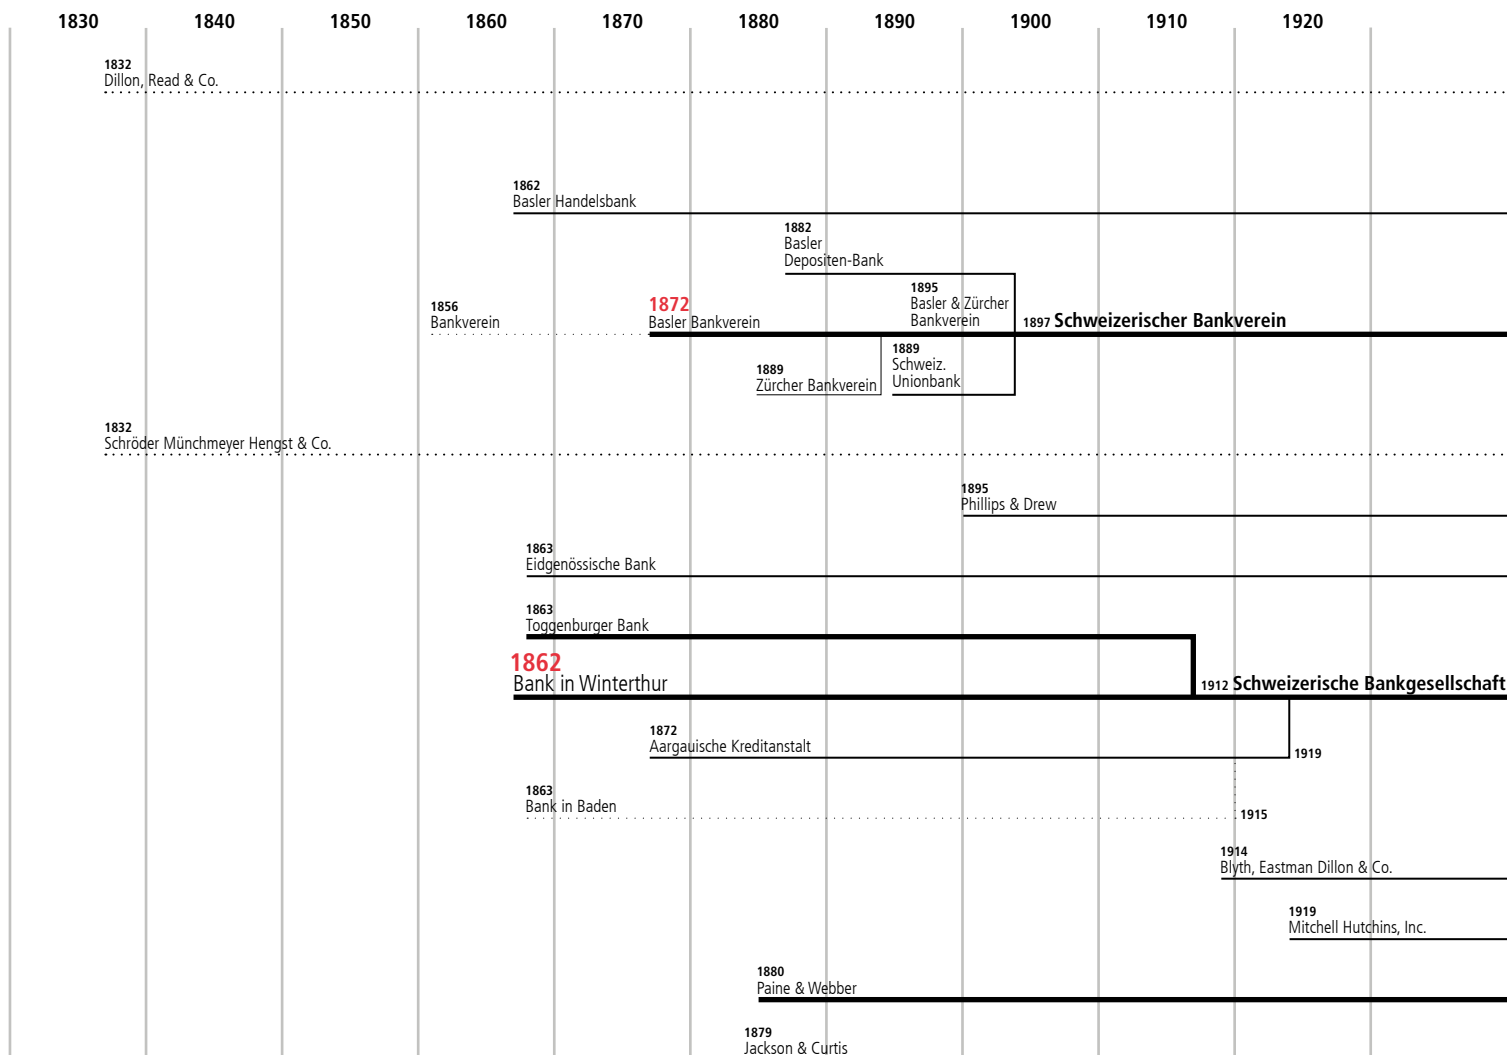 1830 1840 1850 1860 1870 1880 1890 1900 1910 1920
1832
Dillon, Read & Co.
1862
Basler Handelsbank
1882
Basler
Depositen-Bank
1856
Bankverein
1872
Basler Bankverein
1895
Basler & Zürcher
Bankverein
1897 Schweizerischer Bankverein
1889
Zürcher Bankverein
1889
Schweiz.
Unionbank
1832
Schröder Münchmeyer Hengst & Co.
1895
Phillips & Drew
1863
Eidgenössische Bank
1863
Toggenburger Bank
1862
Bank in Winterthur
1912 Schweizerische Bankgesellschaft
1872
Aargauische Kreditanstalt
1919
1863
Bank in Baden
1915
1914
Blyth, Eastman Dillon & Co.
1919
Mitchell Hutchins, Inc.
1880
Paine & Webber
1879
Jackson & Curtis